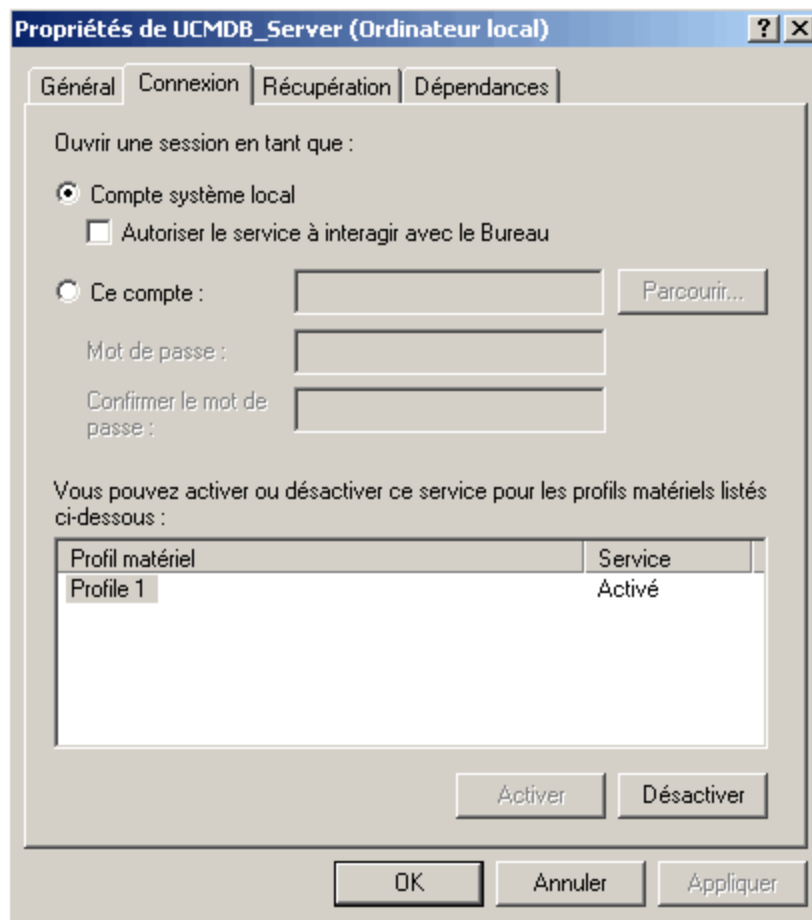 Propriétés de UCMDB_Server (Ordinateur local)
Général Connexion Récupération Dépendances
Ouvrir une session en tant que :
Compte système local
Autoriser le service à interagir avec le Bureau
Ce compte : Parcourir...
Mot de passe :
Confirmer le mot de
passe :
Vous pouvez activer ou désactiver ce service pour les profils matériels listés
ci-dessous :
Profil matériel Service
Profile 1 Activé
Activer Désactiver
OK Annuler Appliquer